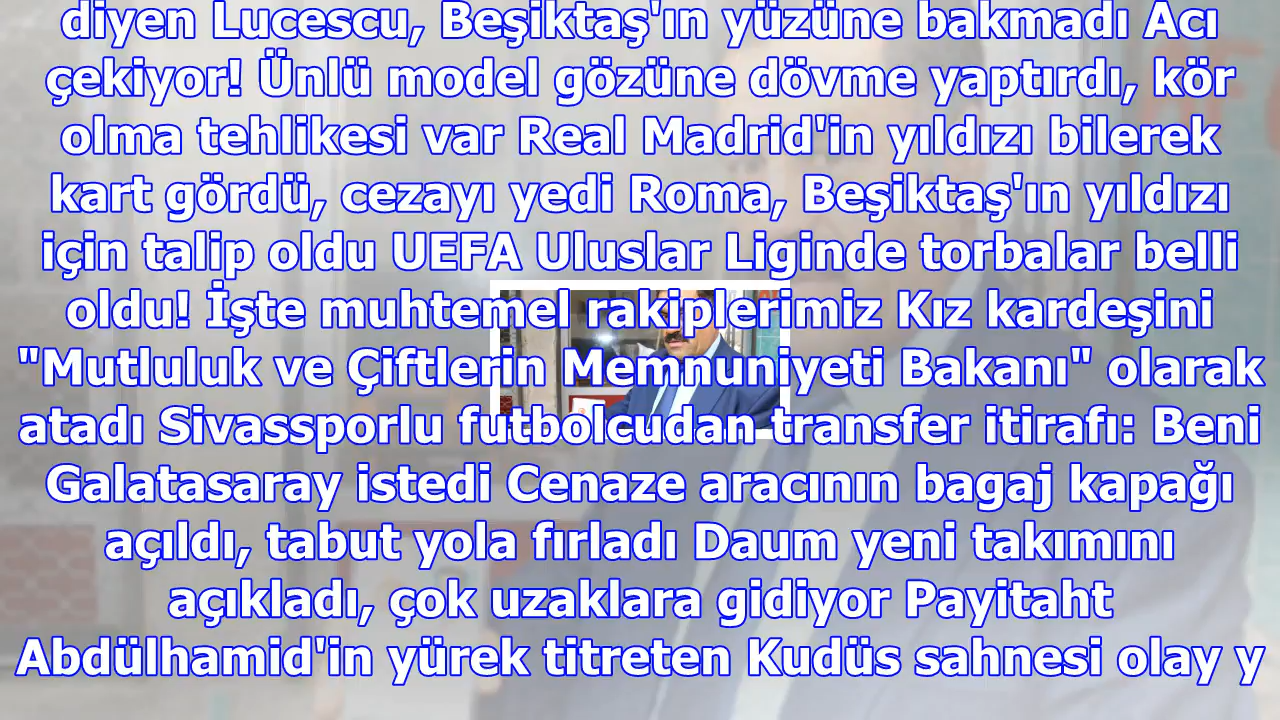 diyen Lucescu, Beşiktaş'ın yüzüne bakmadı Acı
çekiyor! Ünlü model gözüne dövme yaptırdı, kör
olma tehlikesi var Real Madrid'in yıldızı bilerek
kart gördü, cezayı yedi Roma, Beşiktaş'ın yıldızı
için talip oldu UEFA Uluslar Liginde torbalar belli
oldu! İşte muhtemel rakiplerimiz Kız kardeşini
"Mutluluk ve Çiftlerin Memnuniyeti Bakanı" olarak
atadı Sivassporlu futbolcudan transfer itirafı: Beni
Galatasaray istedi Cenaze aracının bagaj kapağı
açıldı, tabut yola fırladı Daum yeni takımını
açıkladı, çok uzaklara gidiyor Payitaht
Abdülhamid'in yürek titreten Kudüs sahnesi olay y